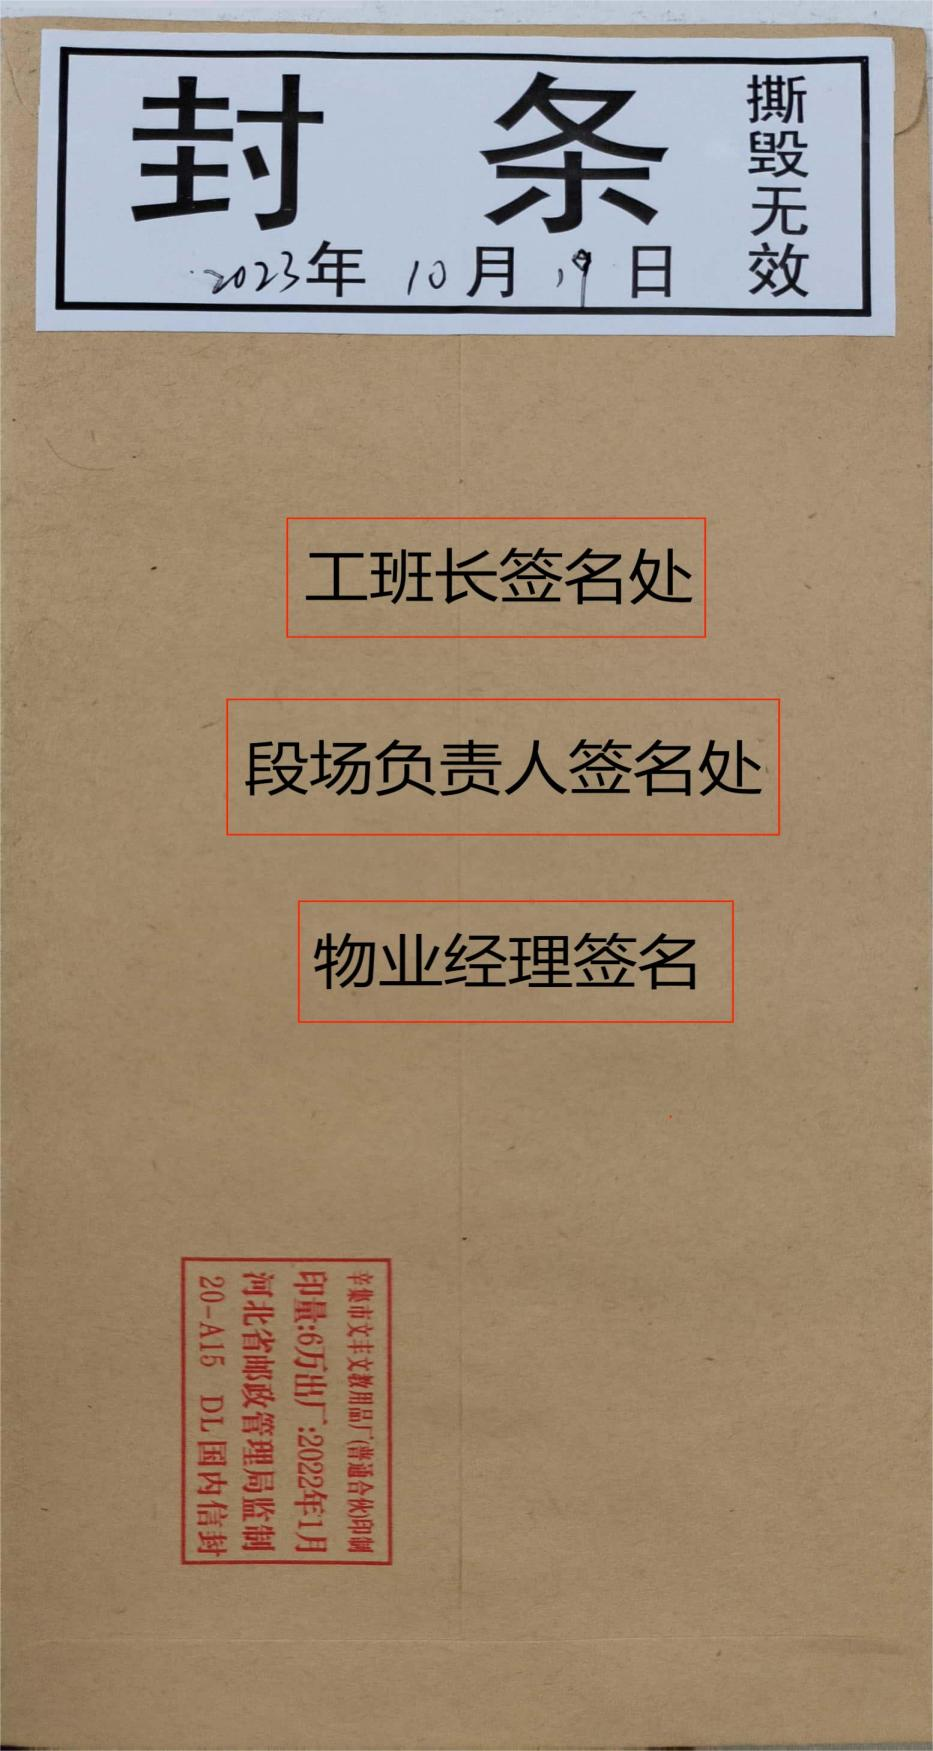 封 条
撕毁无效
2023年 10月 19日
工班长签名处
段场负责人签名处
物业经理签名
辛集市文丰文教用品厂(普通合伙)印制
印量:6万出厂:2022年1月
河北省邮政管理局监制
20-A15 DL国内信封